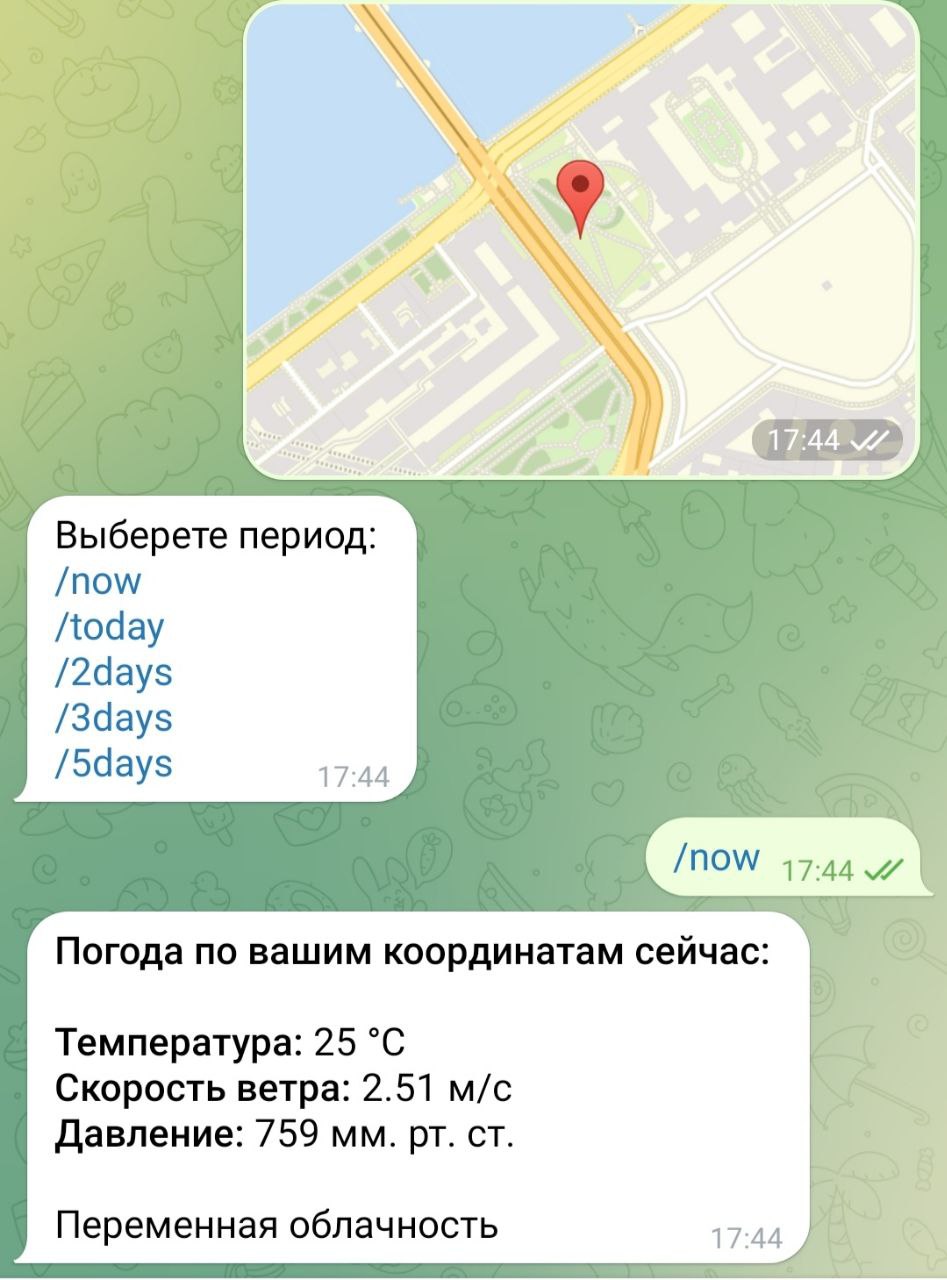 17:44
Выберете период:
/now
/today
/2days
/3days
/5days
17:44
/now 17:44
Погода по вашим координатам сейчас:
Температура: 25 °C
Скорость ветра: 2.51 м/с
Давление: 759 мм. рт. ст.
Переменная облачность
17:44